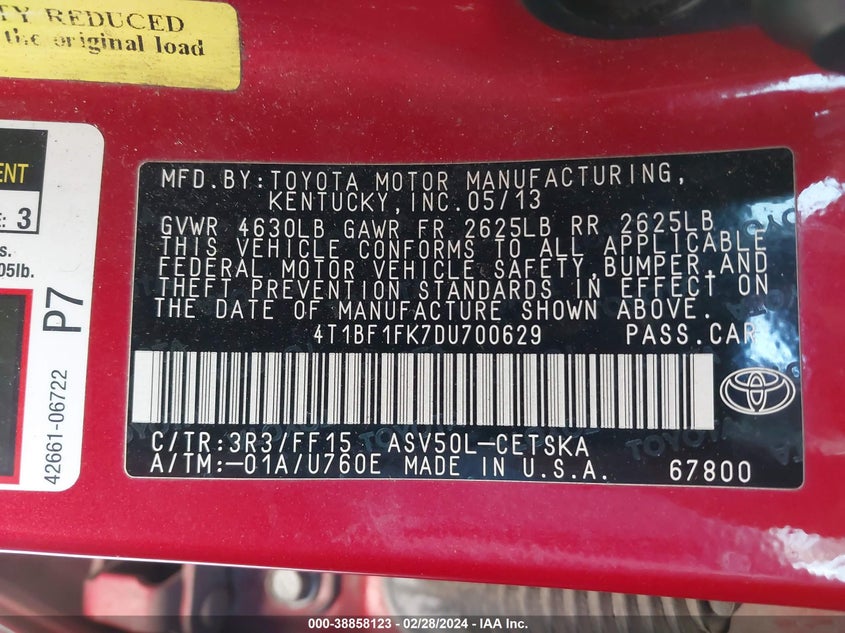 TY REDUCED
the original load
ENT
E: 3
s.
05lb.
P7
42661-06722
MFD.BY:TOYOTA MOTOR MANUFACTURING,
KENTUCKY,INC.05/13
GVWR 4630LB GAWR FR 2625LB RR 2625LB
THIS VEHICLE CONFORMS TO ALL APPLICABLE
FEDERAL MOTOR VEHICLE SAFETY,BUMPER,AND
THEFT PREVENTION STANDARDS IN EFFECT ON
THE DATE OF MANUFACTURE SHOWN ABOVE.
4T1BF1FK7DU700629 PASS.CAR
C/TR:3R3/FF15 ASV50L-CETSKA
A/TM:-01A/U760E MADE IN U.S.A. 67800
000-38858123 / 02/28/2024 - IAA Inc.